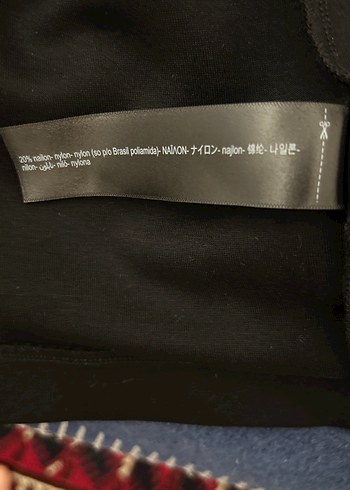 20% nailon- nylon- nylon (so p/o Brasil poliamida)- ΝΑΪΛΟΝ- ナイロン- najlon- 锦纶- 나일론-
nilon- نايلون- nilo- nylona